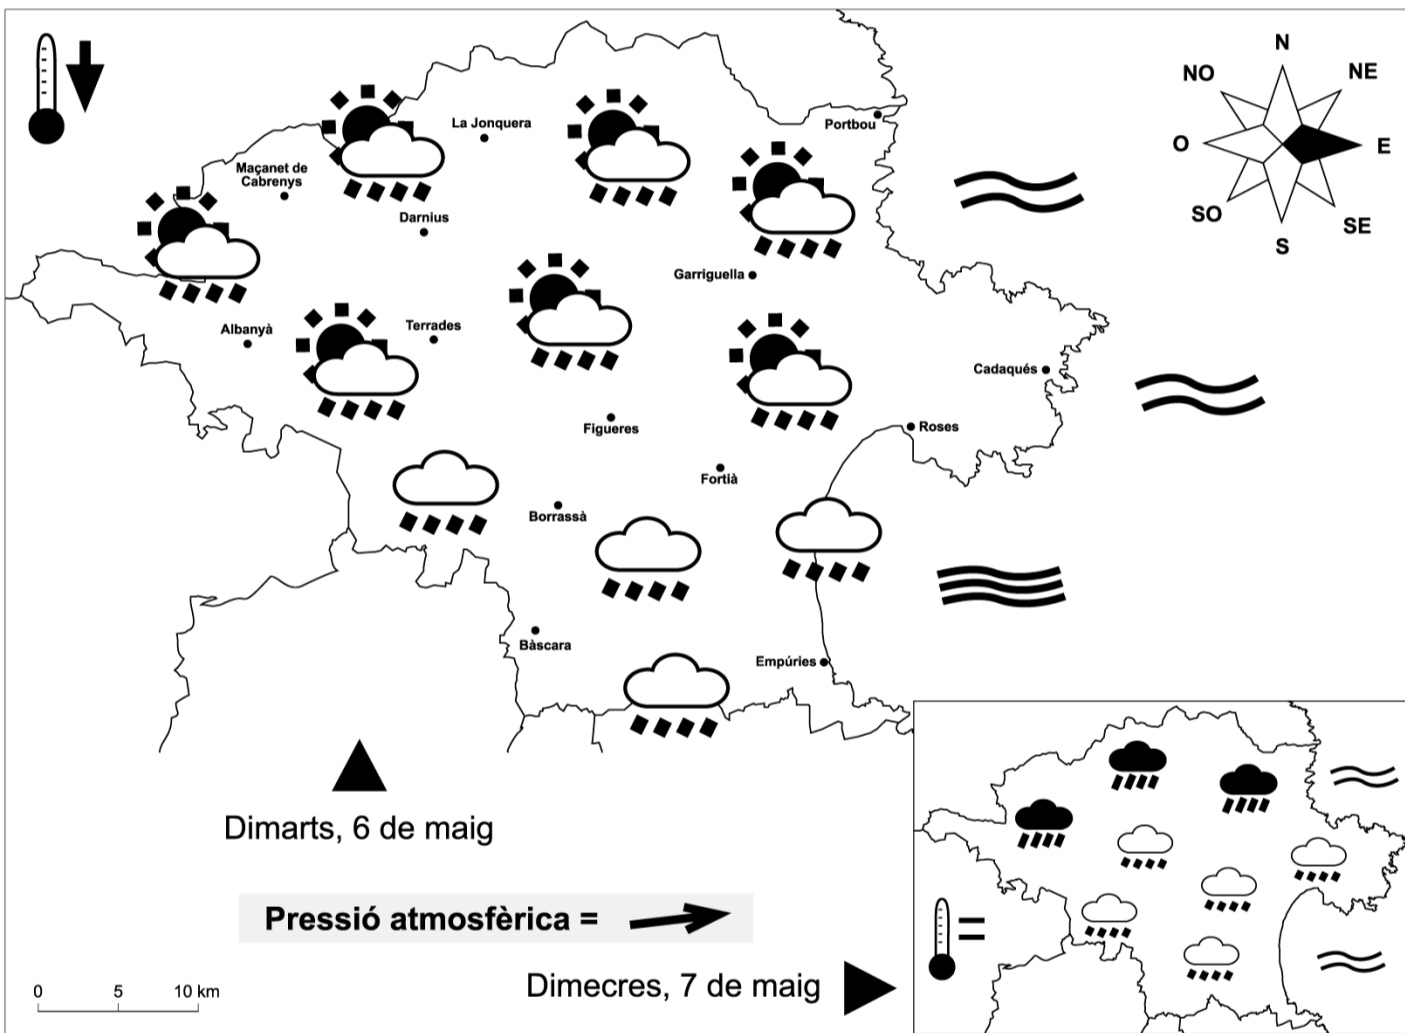 N
NO
NE
O
E
SO
SE
S
La Jonquera
Portbou
Maçanet de
Cabrenys
Darnius
Garriguella
Albanyà
Terrades
Cadaqués
Figueres
Roses
Fortià
Borrassà
Bàscara
Empúries
Dimarts, 6 de maig
Pressió atmosfèrica =
Dimecres, 7 de maig
0 5 10 km